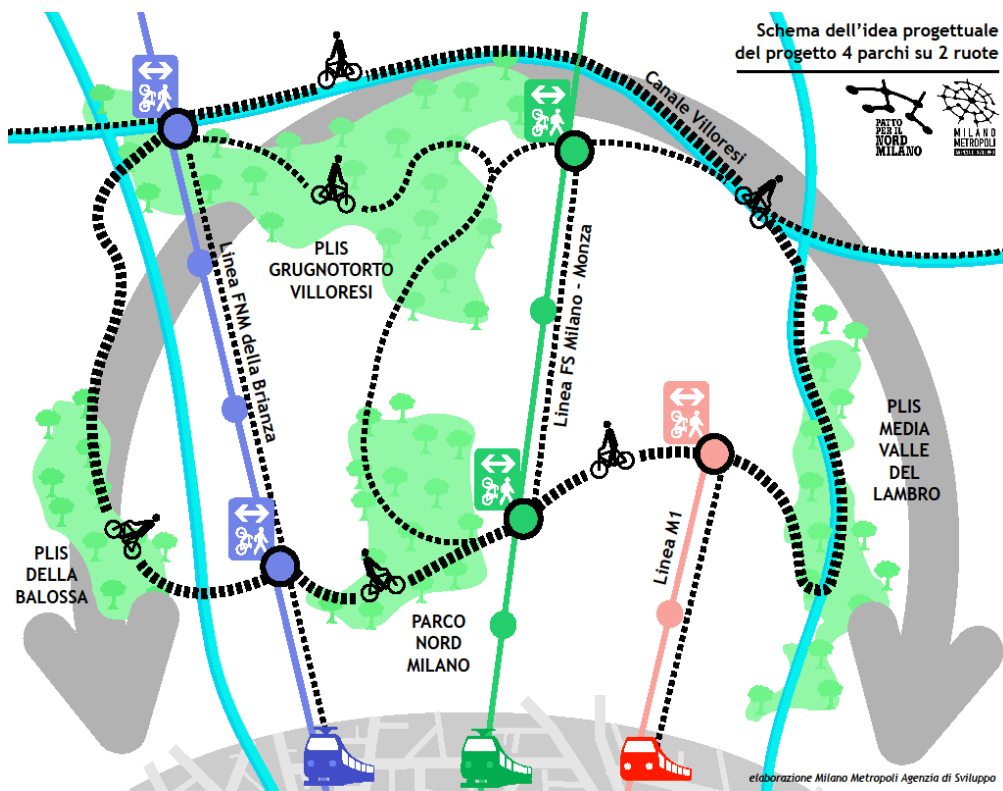 Schema dell'idea progettuale
del progetto 4 parchi su 2 ruote
PATTO
PER IL
NORD
MILANO
MILANO
METROPOLI
Canale Villoresi
PLIS
GRUGNOTORTO
VILLORESI
Linea FNM della Brianza
Linea FS Milano - Monza
PLIS
MEDIA
VALLE
DEL
LAMBRO
Linea M1
PLIS
DELLA
BALOSSA
PARCO
NORD
MILANO
elaborazione Milano Metropoli Agenzia di Sviluppo